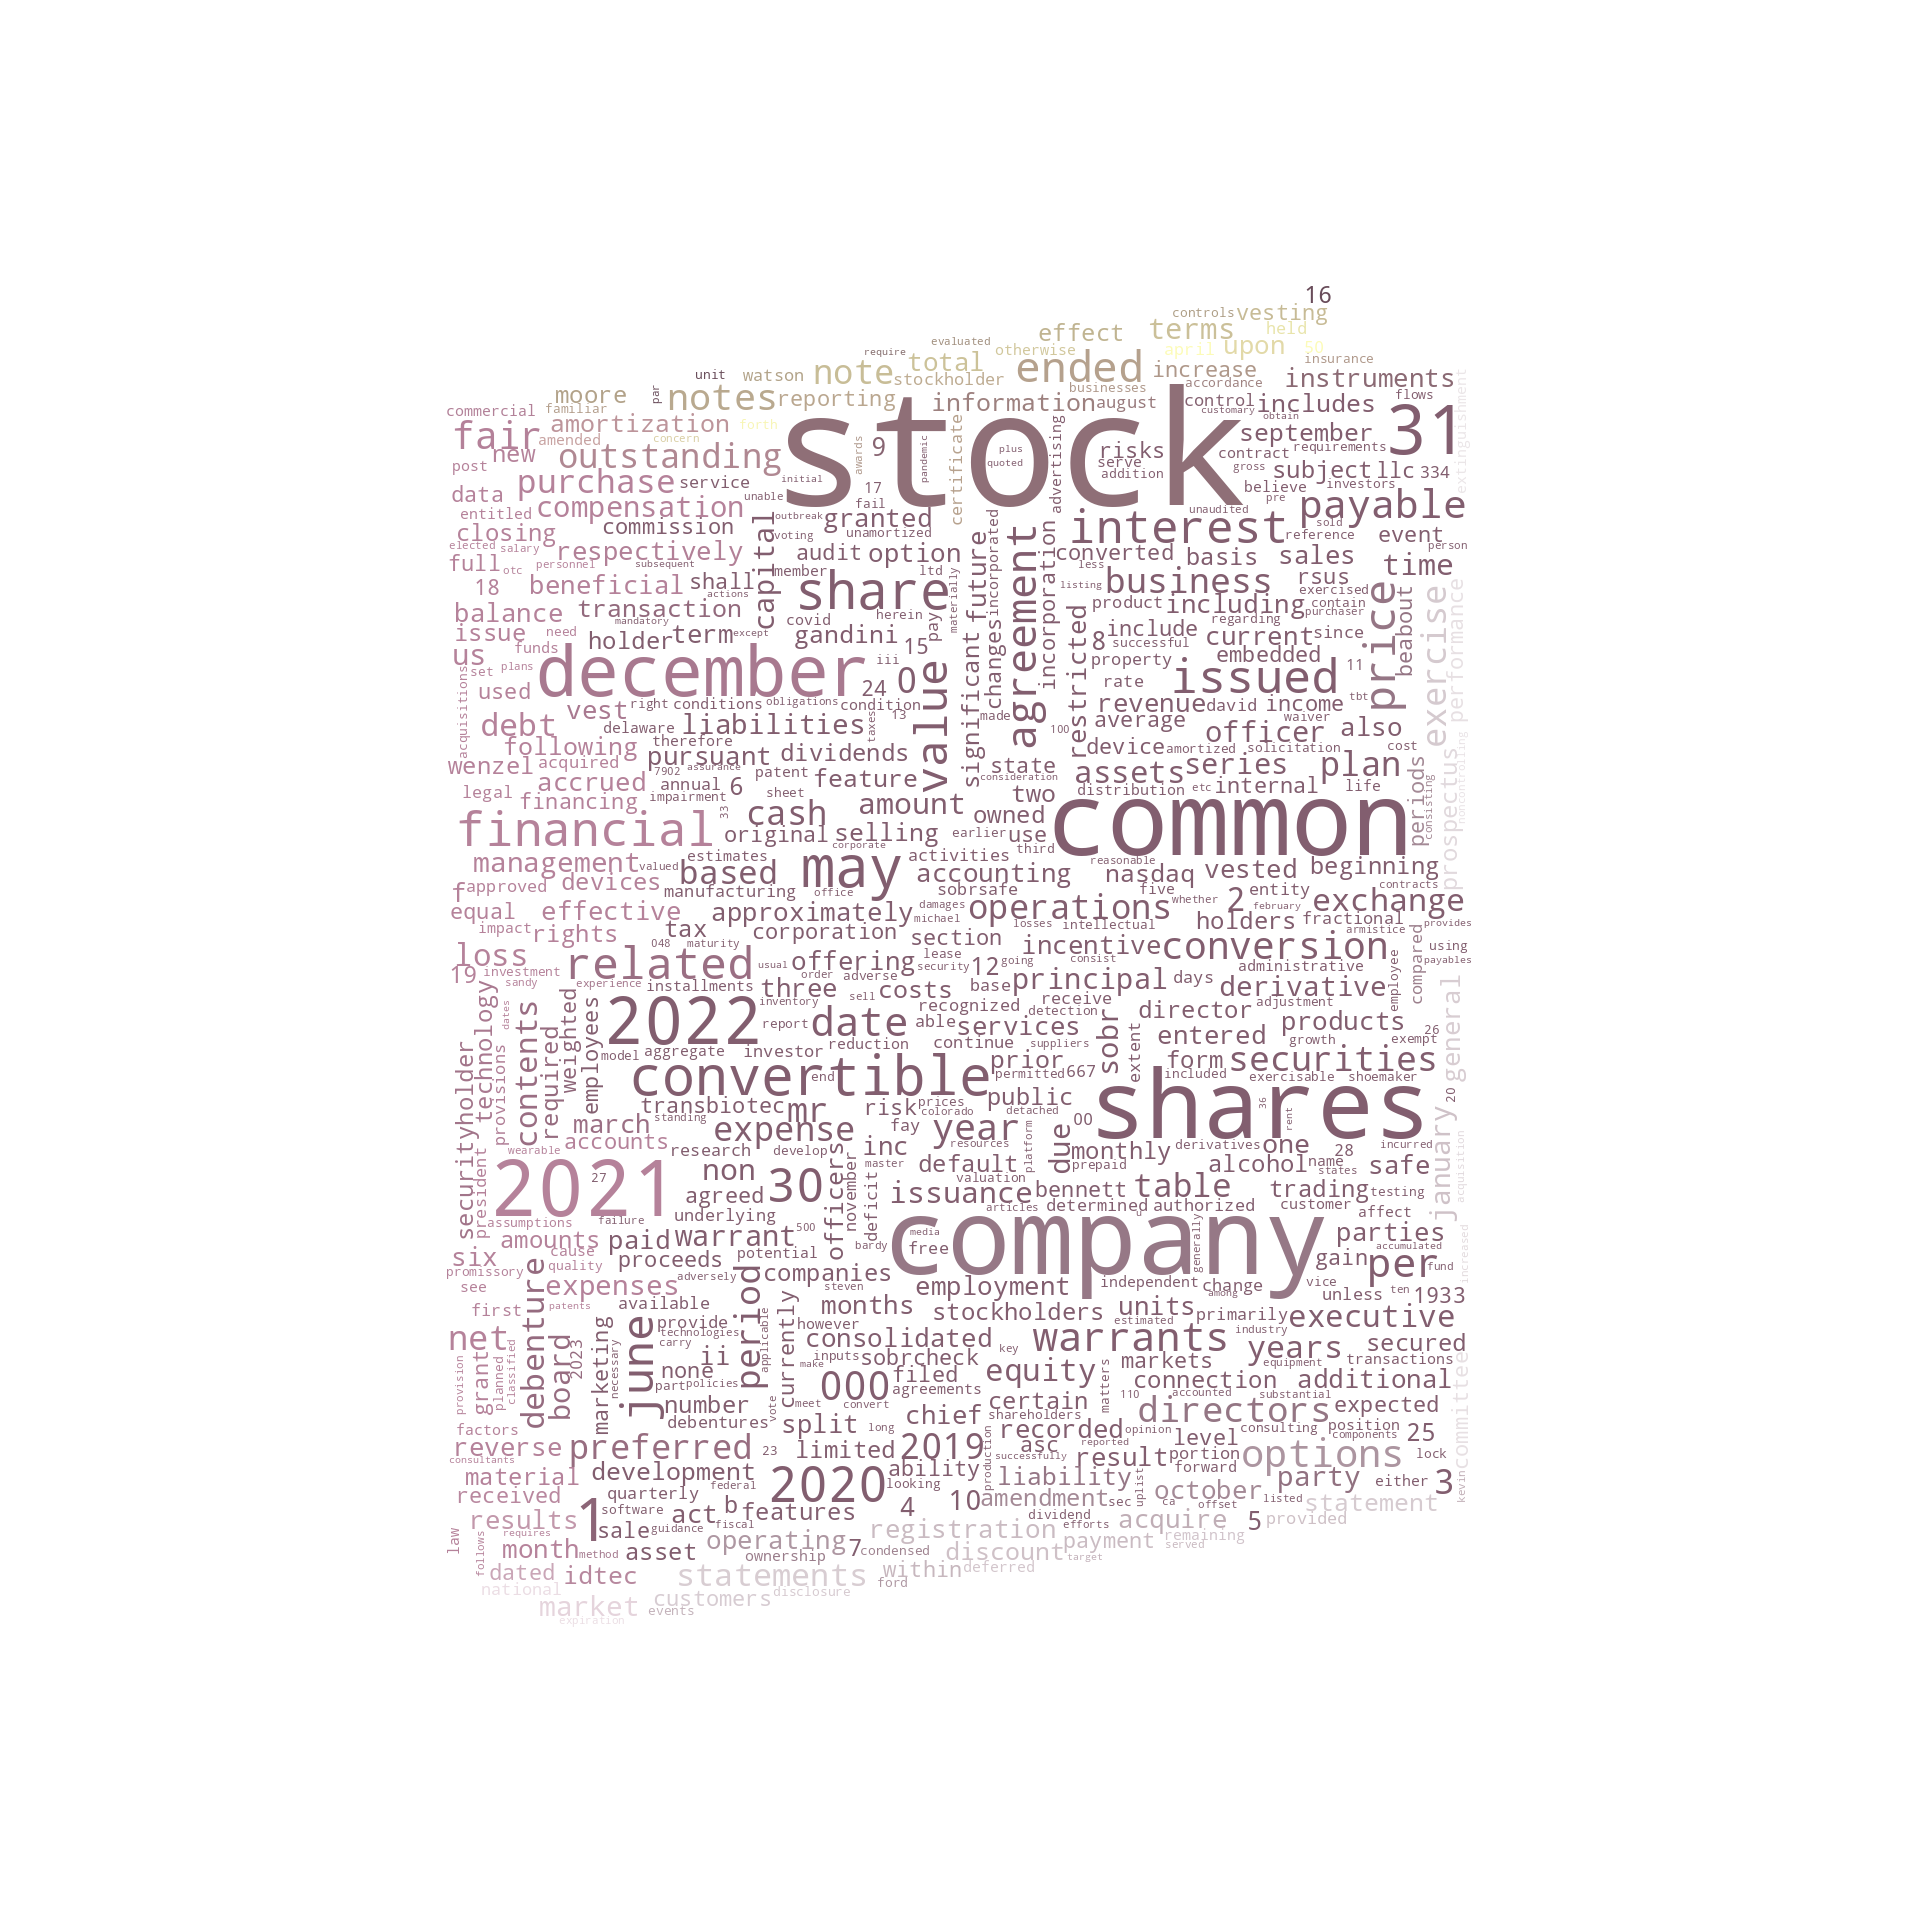 16
controls vesting
effect terms held
evaluated otherwise april upon 50
require note total ended increase insurance
unit watson stockholder businesses accordance instruments
moore par notes reporting information august control includes flows
commercial familiar customary obtain
fair amortization forth stock september 31
amended concern requirements
new outstanding 9 awards pandemic plus quoted certificate advertising risks serve contract gross subject llc 334 extinguishment
post purchase service initial addition believe investors
data compensation unable 17 fail pre payable
entitled closing commission outbreak granted interest unaudited sold
elected salary respectively capital voting unamortized audit option future incorporated agreement incorporation converted basis sales reference event person
full otc personnel subsequent member ltd less rsus time
18 beneficial shall actions share materially listing business exercised
balance transaction mandatory covid herein pay product including contain purchaser price exercise performance
issue need holder term except gandini 15 changes restricted 8 include regarding current since beabout
us funds successful embedded
set plans december iii value significant property issued 11
acquisitions used 24 0 rate tbt
debt vest right conditions obligations condition 13 made revenue david income
delaware liabilities taxes 100 average officer waiver also
following therefore pursuant dividends device amortized solicitation cost
wenzel acquired 7902 assurance patent feature state assets series plan periods prospectus
accrued annual 6 sheet consideration distribution etc internal life consisting noncontrolling
legal financing impairment 33 cash amount two
financial original selling owned earlier use common
management valued estimates corporate may activities third reasonable
f approved devices based manufacturing office accounting sobrsafe nasdaq five vested beginning contracts
equal effective approximately damages michael operations whether 2 entity february exchange
impact rights tax corporation losses intellectual holders fractional armistice provides
loss 048 maturity section incentive conversion compared using payables
19 investment related usual offering lease security 12 going consist administrative
sandy experience installments order adverse base principal days derivative employee
technology dates contents weighted 2022 three inventory sell costs recognized receive adjustment general
required employees report date able services detection sobr director products 26
securityholder model aggregate investor reduction continue suppliers prior extent entered growth exempt
provisions convertible end permitted 667 form included securities
transbiotec mr risk prices public exercisable shoemaker
standing colorado detached shares 36 rent 20 january
march expense fay year 00
accounts wearable research develop resources platform due monthly derivatives one incurred
president 27 non officers november inc master default prepaid alcohol name 28 states safe acquisition
2021 agreed 30 deficit valuation issuance bennett table trading testing
assumptions failure underlying 500 articles determined authorized customer affect
amounts paid warrant bardy media company generally parties
six cause proceeds potential free gain accumulated increased
promissory quality adversely companies per fund
see debenture expenses steven employment independent change vice
first patents available period months among units unless ten 1933
net board marketing june provide applicable however stockholders estimated primarily executive
technologies currently consolidated warrants industry years secured
provision grant planned classified 2023 necessary carry ii inputs sobrcheck key markets equipment transactions
none make equity connection additional committee
part policies 000 filed agreements matters 110 accounted substantial
factors number vote meet convert certain directors expected
debentures split long chief shareholders opinion consulting position
reverse preferred 23 limited 2019 recorded level components 25
consultants production asc reported result portion options lock
material development federal 2020 ability successfully liability forward party either 3 kevin
received quarterly looking uplist october
results 1 software act b features 4 10 amendment sec ca offset listed statement
law follows requires sale guidance fiscal dividend efforts acquire 5 provided
month method asset operating 7 registration payment remaining
dated idtec ownership condensed discount target served
national statements ford within deferred
market customers disclosure
expiration events